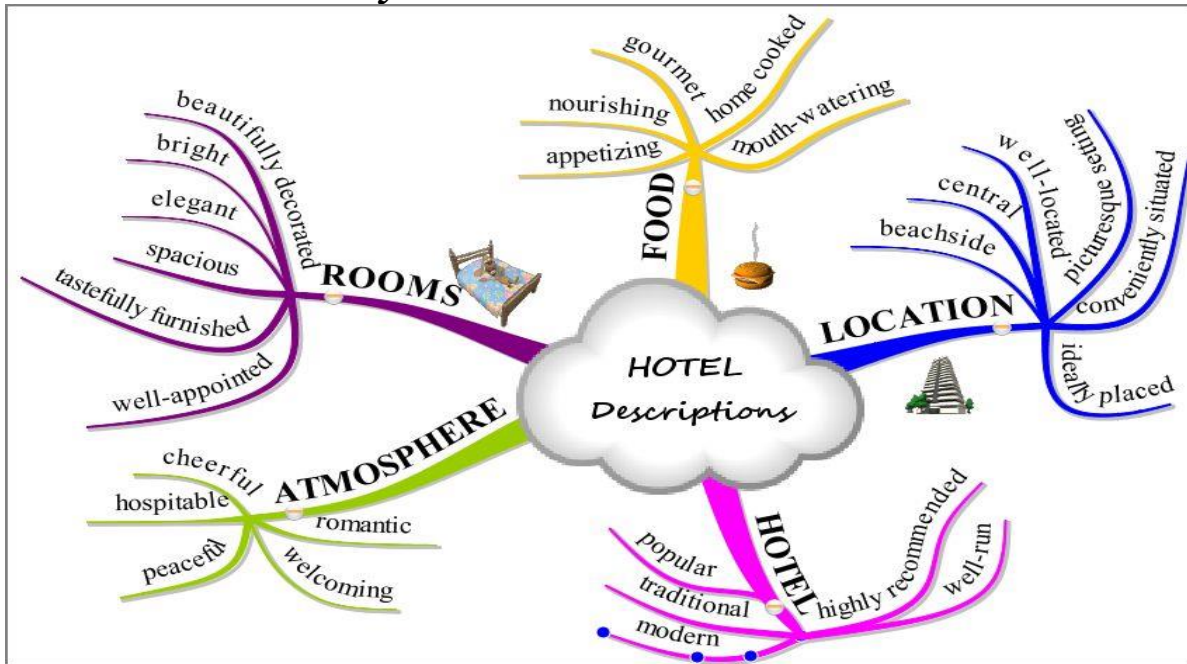 HOTEL
Descriptions
FOOD
gourmet
home cooked
nourishing
mouth-watering
appetizing
LOCATION
well-located
picturesque setting
central
conveniently situated
beachside
ideally placed
ROOMS
beautifully decorated
bright
elegant
spacious
tastefully furnished
well-appointed
ATMOSPHERE
cheerful
hospitable
romantic
peaceful
welcoming
HOTEL
popular
highly recommended
traditional
well-run
modern